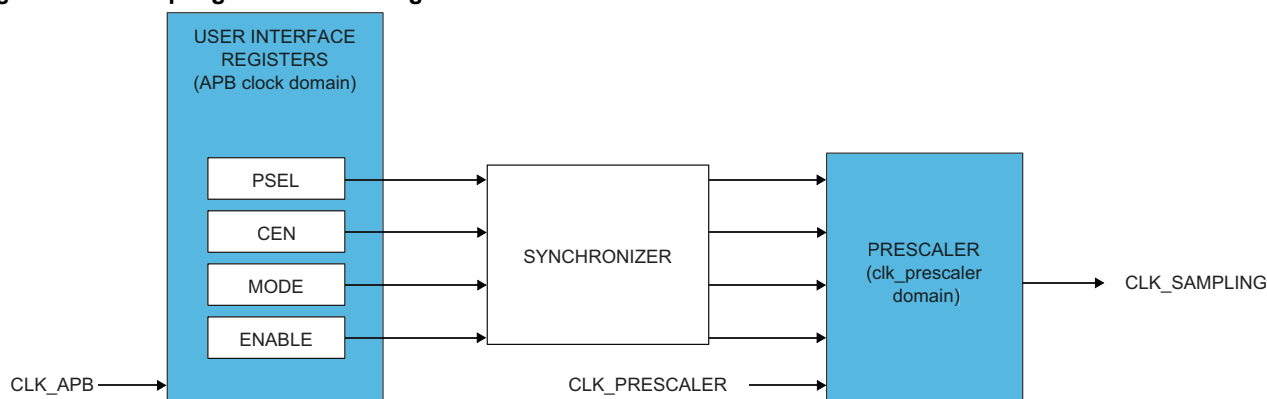 USER INTERFACE
REGISTERS
(APB clock domain)
PSEL
CEN
MODE
ENABLE
CLK_APB
SYNCHRONIZER
CLK_PRESCALER
PRESCALER
(clk_prescaler
domain)
CLK_SAMPLING